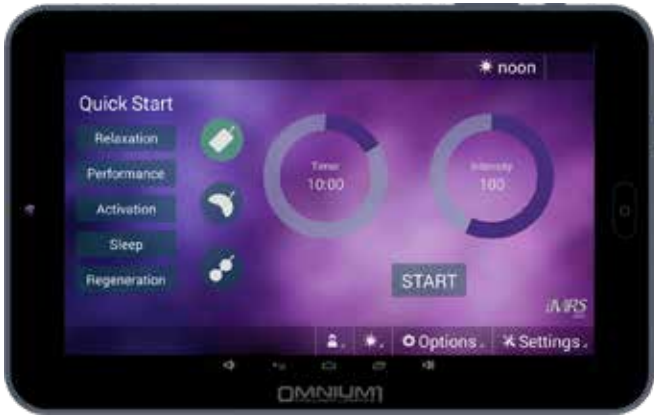 noon
Quick Start
Relaxation
Performance
Activation
Sleep
Regeneration
Timer
10:00
Intensity
100
START
iMRS
Options
Settings
OMNIUM1